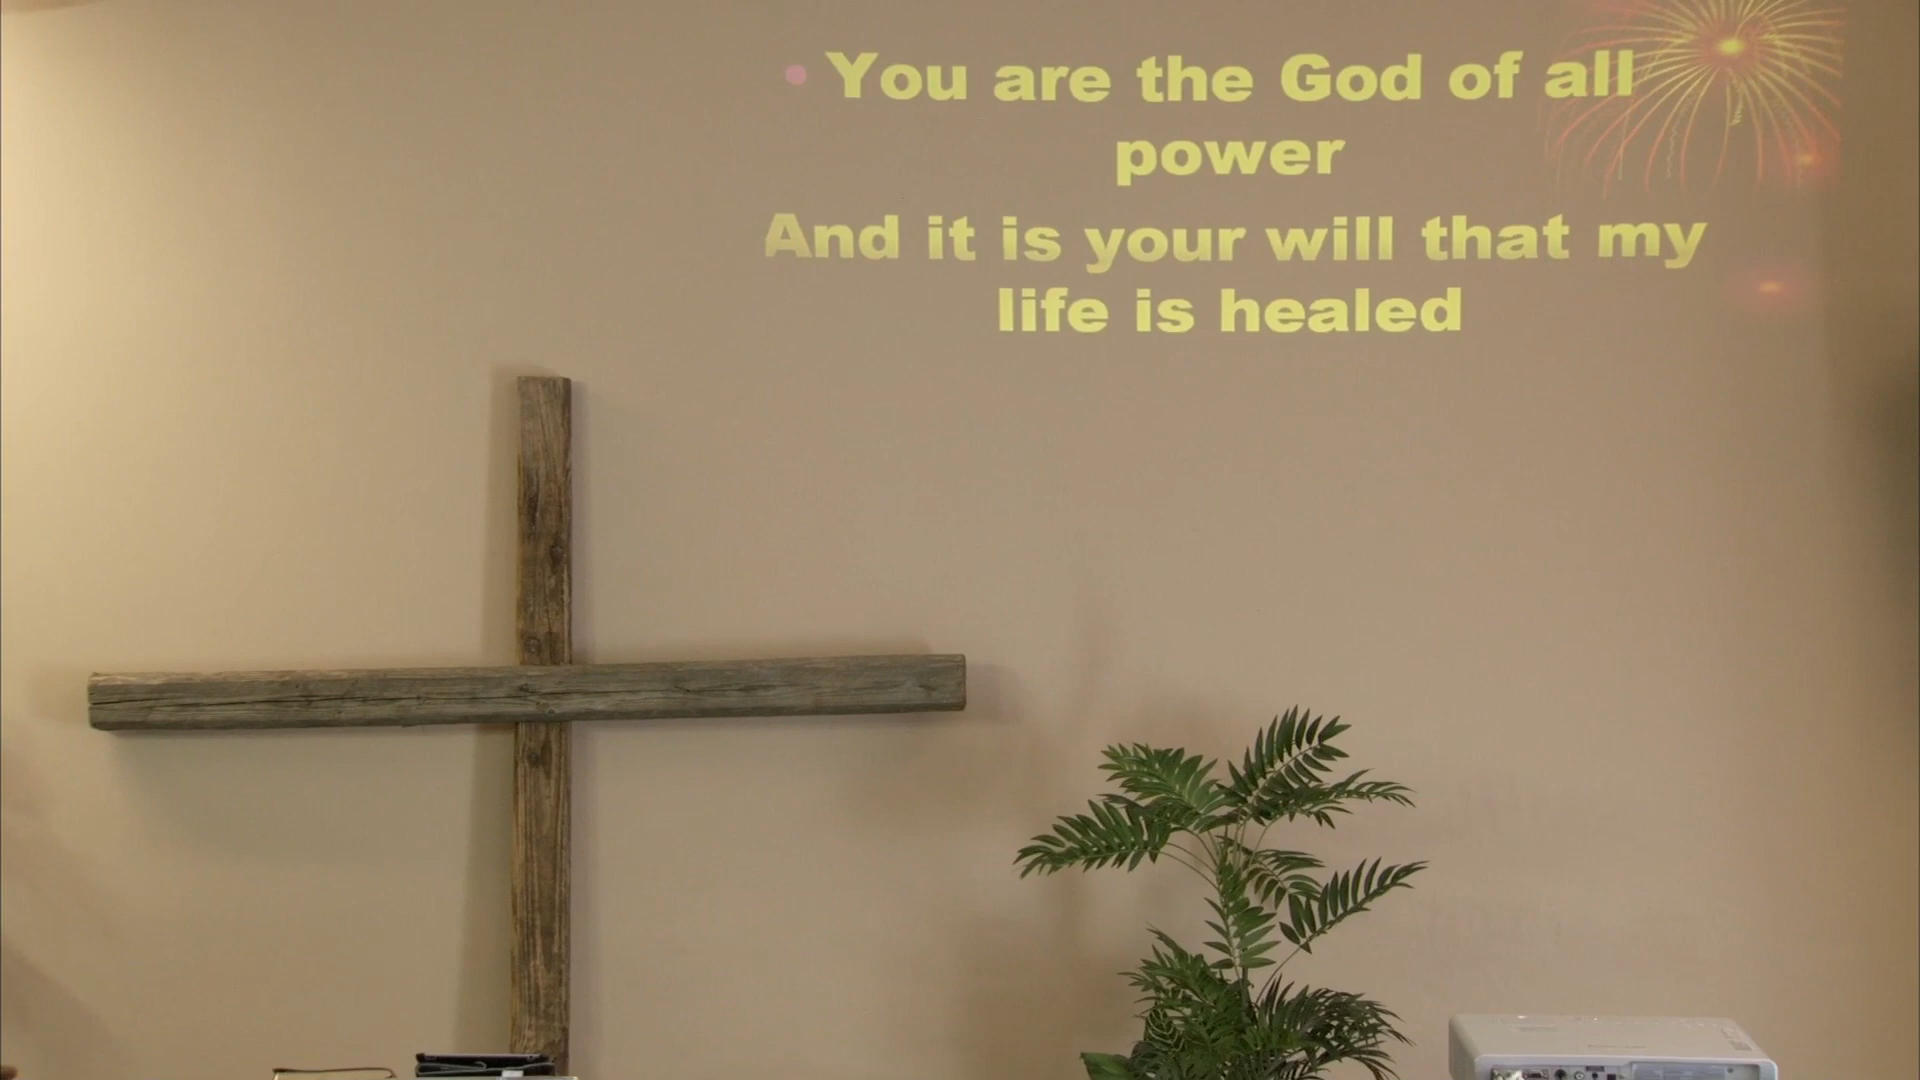 • You are the God of all
power
And it is your will that my
life is healed